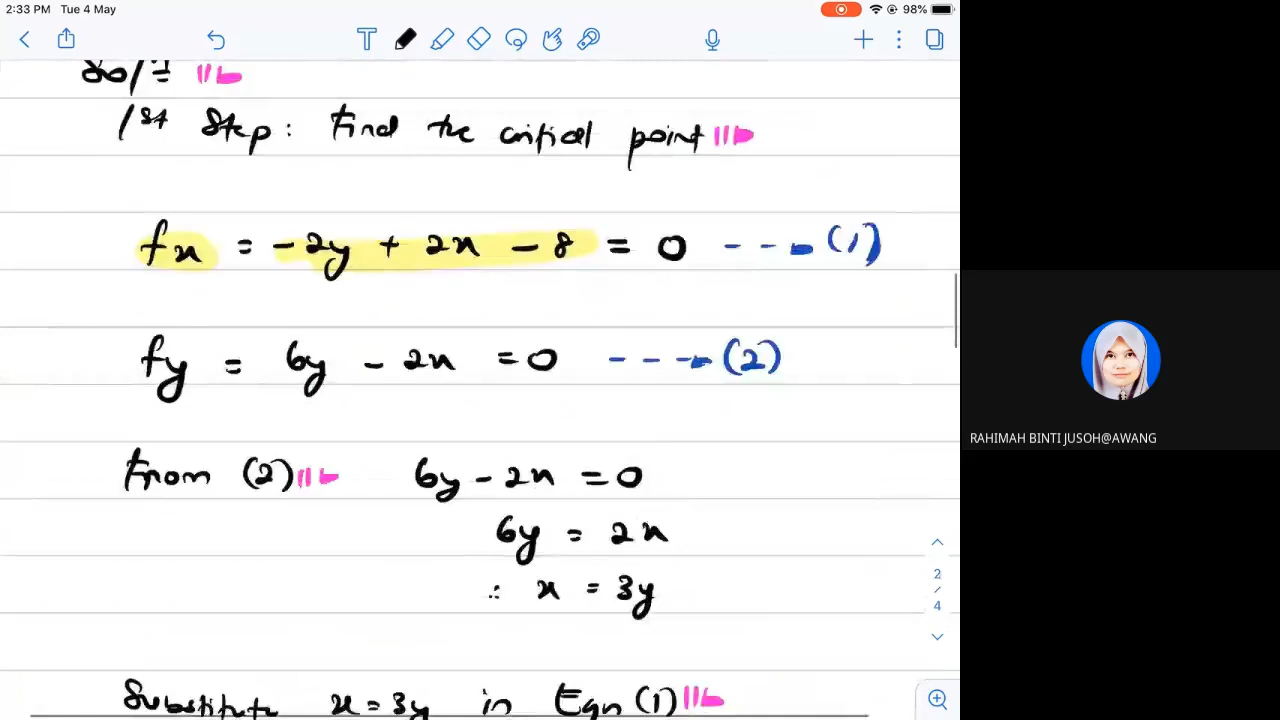 2:33 PM Tue 4 May
98%
1st Step: Find the critical point
fx = -2y + 2x - 8 = 0 ---(1)
fy = 6y - 2x = 0 ---(2)
From (2) 6y - 2x = 0
6y = 2x
∴ x = 3y
Substitute x = 3y in Eqn (1)
2
/
4
RAHIMAH BINTI JUSOH@AWANG